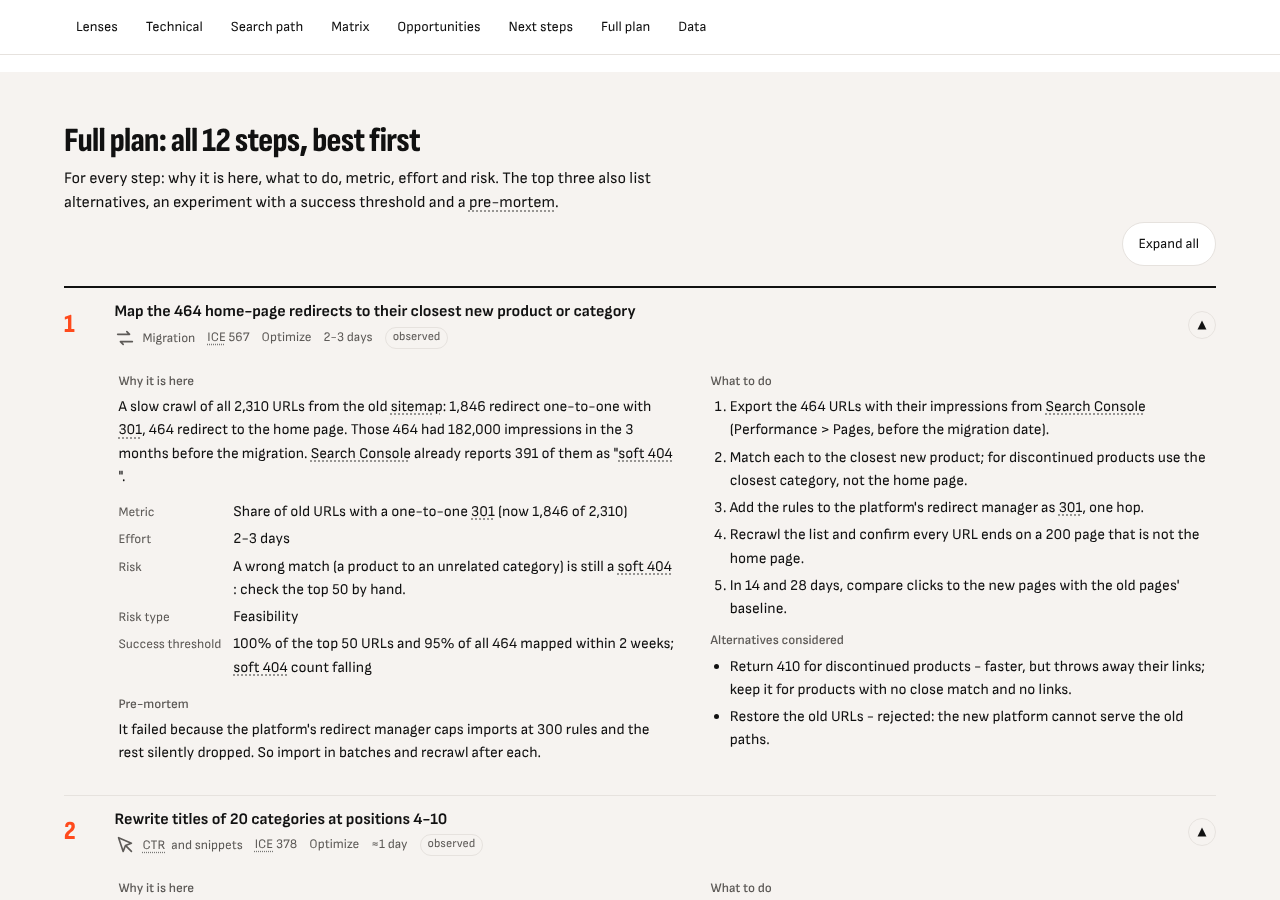 Lenses Technical Search path Matrix Opportunities Next steps Full plan Data
Full plan: all 12 steps, best first
For every step: why it is here, what to do, metric, effort and risk. The top three also list
alternatives, an experiment with a success threshold and a pre-mortem.
Expand all
1
Map the 464 home-page redirects to their closest new product or category
Migration ICE 567 Optimize 2-3 days observed
Why it is here
A slow crawl of all 2,310 URLs from the old sitemap: 1,846 redirect one-to-one with
301, 464 redirect to the home page. Those 464 had 182,000 impressions in the 3
months before the migration. Search Console already reports 391 of them as "soft 404
".
Metric Share of old URLs with a one-to-one 301 (now 1,846 of 2,310)
Effort 2-3 days
Risk A wrong match (a product to an unrelated category) is still a soft 404
: check the top 50 by hand.
Risk type Feasibility
Success threshold 100% of the top 50 URLs and 95% of all 464 mapped within 2 weeks;
soft 404 count falling
Pre-mortem
It failed because the platform's redirect manager caps imports at 300 rules and the
rest silently dropped. So import in batches and recrawl after each.
What to do
1. Export the 464 URLs with their impressions from Search Console
(Performance > Pages, before the migration date).
2. Match each to the closest new product; for discontinued products use the
closest category, not the home page.
3. Add the rules to the platform's redirect manager as 301, one hop.
4. Recrawl the list and confirm every URL ends on a 200 page that is not the
home page.
5. In 14 and 28 days, compare clicks to the new pages with the old pages'
baseline.
Alternatives considered
• Return 410 for discontinued products - faster, but throws away their links;
keep it for products with no close match and no links.
• Restore the old URLs - rejected: the new platform cannot serve the old
paths.
2
Rewrite titles of 20 categories at positions 4-10
CTR and snippets ICE 378 Optimize ≈1 day observed
Why it is here
What to do